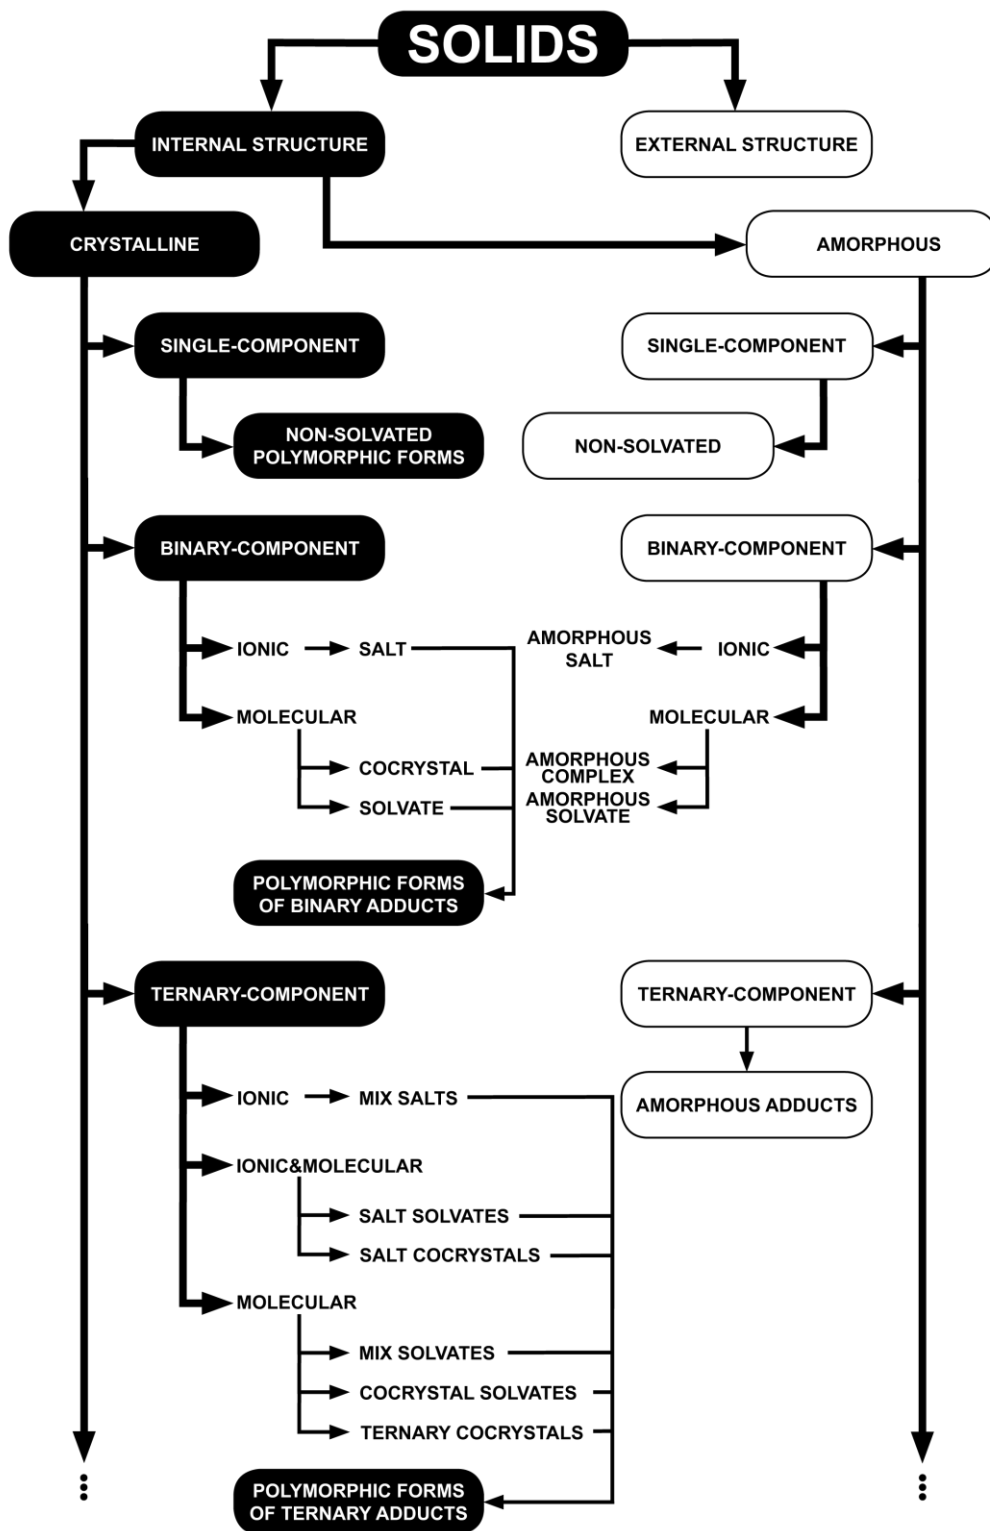 SOLIDS
INTERNAL STRUCTURE
EXTERNAL STRUCTURE
CRYSTALLINE
AMORPHOUS
SINGLE-COMPONENT
SINGLE-COMPONENT
NON-SOLVATED
POLYMORPHIC FORMS
NON-SOLVATED
BINARY-COMPONENT
BINARY-COMPONENT
IONIC
SALT
AMORPHOUS
SALT
IONIC
MOLECULAR
MOLECULAR
COCRYSTAL
AMORPHOUS
COMPLEX
SOLVATE
AMORPHOUS
SOLVATE
POLYMORPHIC FORMS
OF BINARY ADDUCTS
TERNARY-COMPONENT
TERNARY-COMPONENT
IONIC
MIX SALTS
AMORPHOUS ADDUCTS
IONIC&MOLECULAR
SALT SOLVATES
SALT COCRYSTALS
MOLECULAR
MIX SOLVATES
COCRYSTAL SOLVATES
TERNARY COCRYSTALS
POLYMORPHIC FORMS
OF TERNARY ADDUCTS